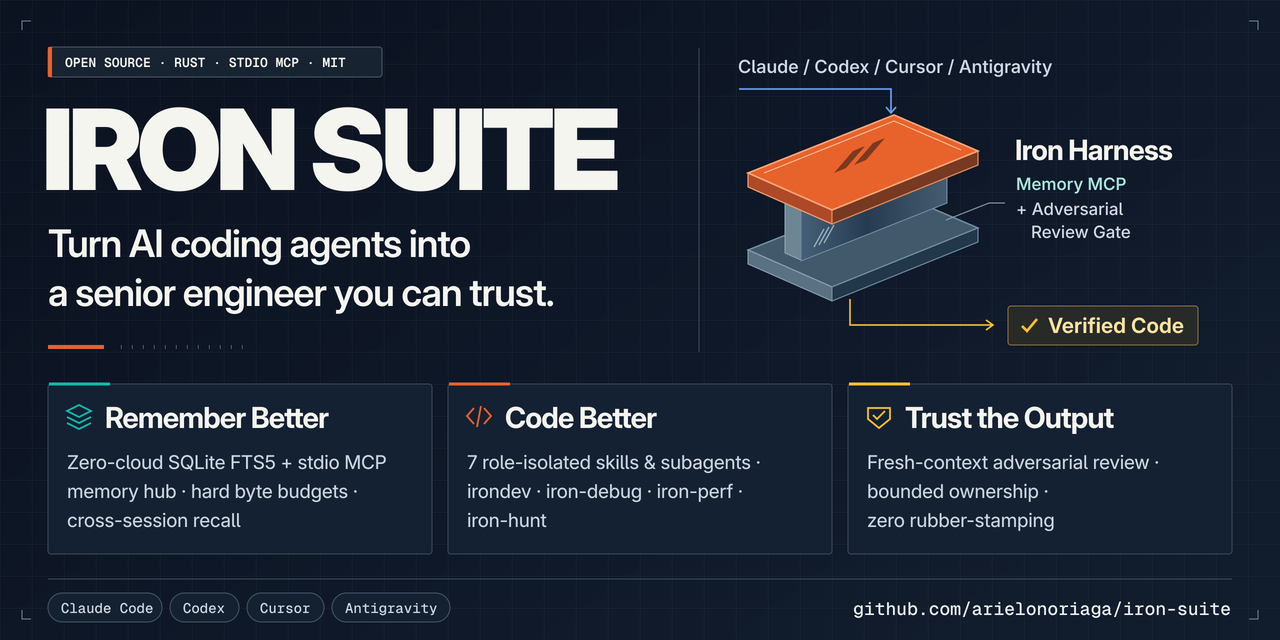 OPEN SOURCE · RUST · STDIO MCP · MIT
IRON SUITE
Turn AI coding agents into
a senior engineer you can trust.
Claude / Codex / Cursor / Antigravity
Iron Harness
Memory MCP
+ Adversarial
Review Gate
✓ Verified Code
Remember Better
Zero-cloud SQLite FTS5 + stdio MCP
memory hub · hard byte budgets ·
cross-session recall
Code Better
7 role-isolated skills & subagents ·
irondev · iron-debug · iron-perf ·
iron-hunt
Trust the Output
Fresh-context adversarial review ·
bounded ownership ·
zero rubber-stamping
Claude Code
Codex
Cursor
Antigravity
github.com/arielonoriaga/iron-suite